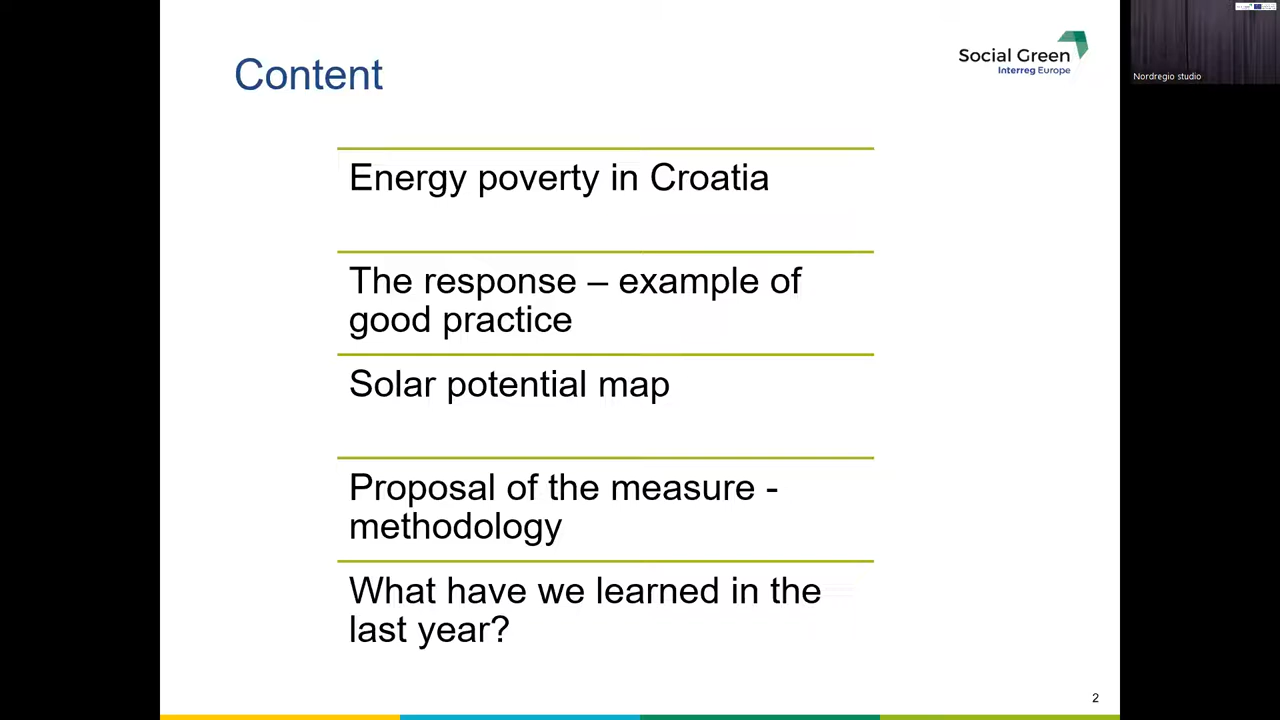 Content
Social Green
Interreg Europe
Nordregio studio
Energy poverty in Croatia
The response – example of
good practice
Solar potential map
Proposal of the measure -
methodology
What have we learned in the
last year?
2